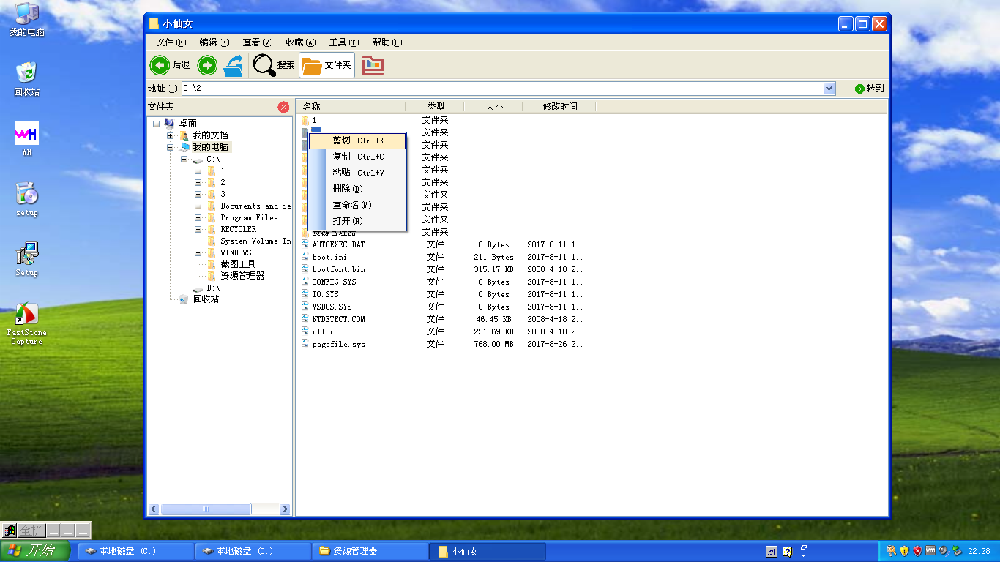 我的电脑
回收站
WH
setup
Setup
FastStone
Capture
小仙女
文件(F) 编辑(E) 查看(V) 收藏(A) 工具(T) 帮助(H)
后退 搜索 文件夹
地址(D) C:\2 转到
文件夹
桌面
我的文档
我的电脑
C:\
1
2
3
Documents and Se
Program Files
RECYCLER
System Volume In
WINDOWS
截图工具
资源管理器
D:\
回收站
名称 类型 大小 修改时间
1 文件夹
文件夹
文件夹
文件夹
文件夹
文件夹
文件夹
文件夹
文件夹
资源管理器 文件夹
AUTOEXEC.BAT 文件 0 Bytes 2017-8-11 1...
boot.ini 文件 211 Bytes 2017-8-11 1...
bootfont.bin 文件 315.17 KB 2008-4-18 2...
CONFIG.SYS 文件 0 Bytes 2017-8-11 1...
IO.SYS 文件 0 Bytes 2017-8-11 1...
MSDOS.SYS 文件 0 Bytes 2017-8-11 1...
NTDETECT.COM 文件 46.45 KB 2008-4-18 2...
ntldr 文件 251.69 KB 2008-4-18 2...
pagefile.sys 文件 768.00 MB 2017-8-26 2...
剪切 Ctrl+X
复制 Ctrl+C
粘贴 Ctrl+V
删除(D)
重命名(M)
打开(N)
全拼
开始 本地磁盘 (C:) 本地磁盘 (C:) 资源管理器 小仙女 拼 ? 22:28